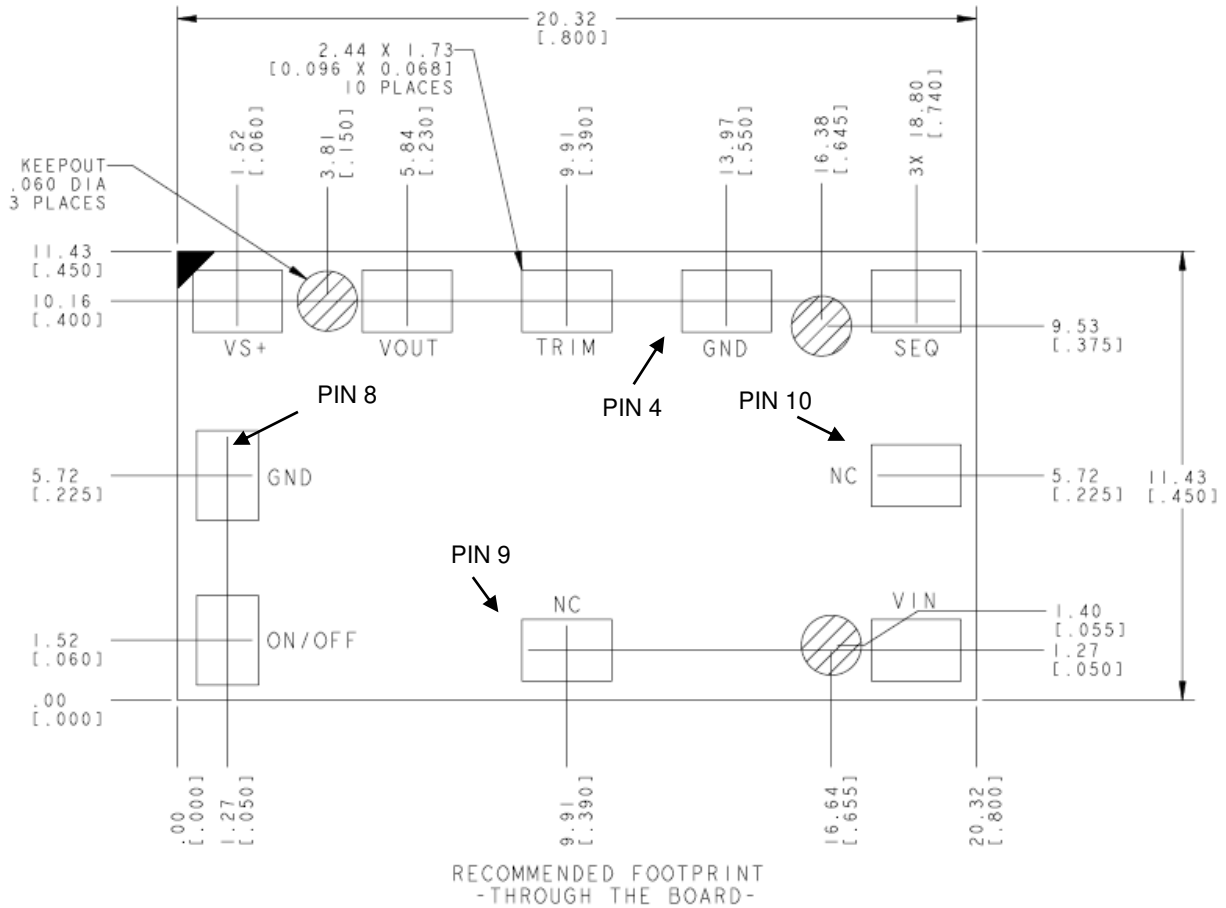 20.32
[.800]
2.44 X 1.73
[0.096 X 0.068]
10 PLACES
1.52
[.060]
3.81
[.150]
5.84
[.230]
9.91
[.390]
13.97
[.550]
16.38
[.645]
3X 18.80
[.740]
KEEPOUT
.060 DIA
3 PLACES
11.43
[.450]
10.16
[.400]
VS+
VOUT
TRIM
GND
SEQ
9.53
[.375]
PIN 8
PIN 4
PIN 10
5.72
[.225]
GND
NC
5.72
[.225]
11.43
[.450]
PIN 9
NC
VIN
1.52
[.060]
ON/OFF
1.40
[.055]
1.27
[.050]
.00
[.000]
.00
[.000]
1.27
[.050]
9.91
[.390]
16.64
[.655]
20.32
[.800]
RECOMMENDED FOOTPRINT
-THROUGH THE BOARD-